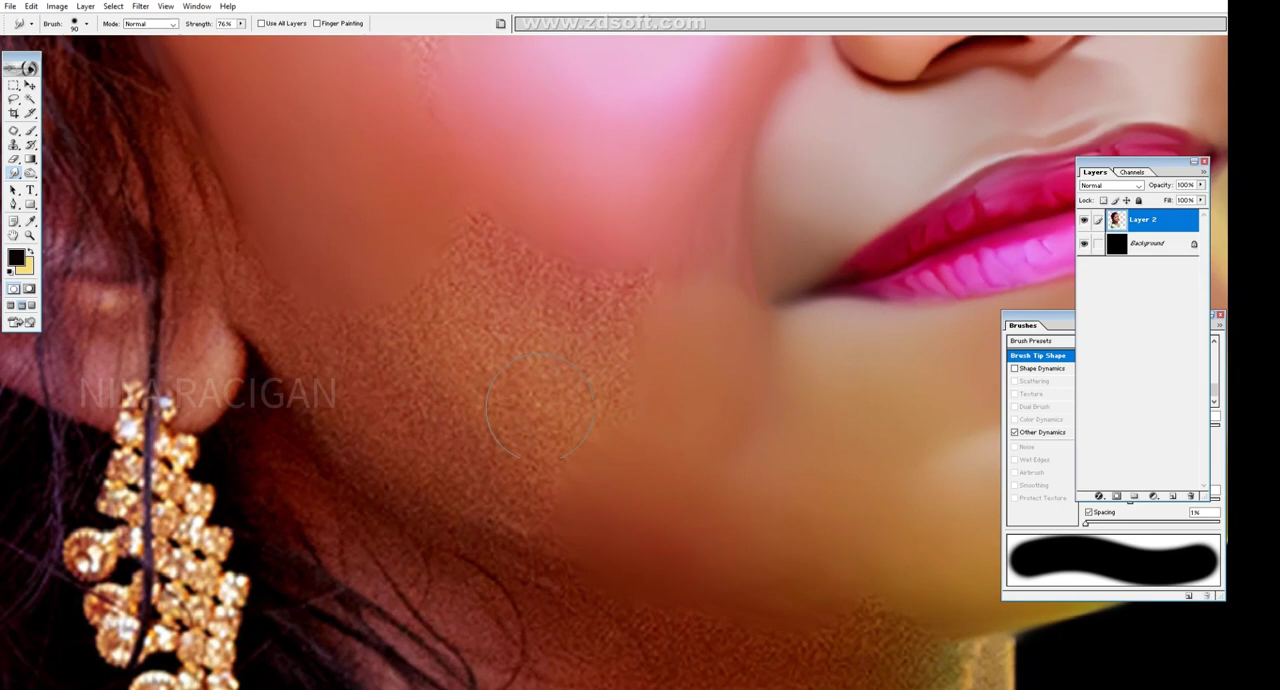 File Edit Image Layer Select Filter View Window Help
Brush: 90 Mode: Normal Strength: 76% Use All Layers Finger Painting
www.zdsoft.com
Layers Channels
Normal Opacity: 100%
Lock: Fill: 100%
Layer 2
Background
Brushes
Brush Presets
Brush Tip Shape
Shape Dynamics
Scattering
Texture
Dual Brush
Color Dynamics
Other Dynamics
Noise
Wet Edges
Airbrush
Smoothing
Protect Texture
Spacing 1%